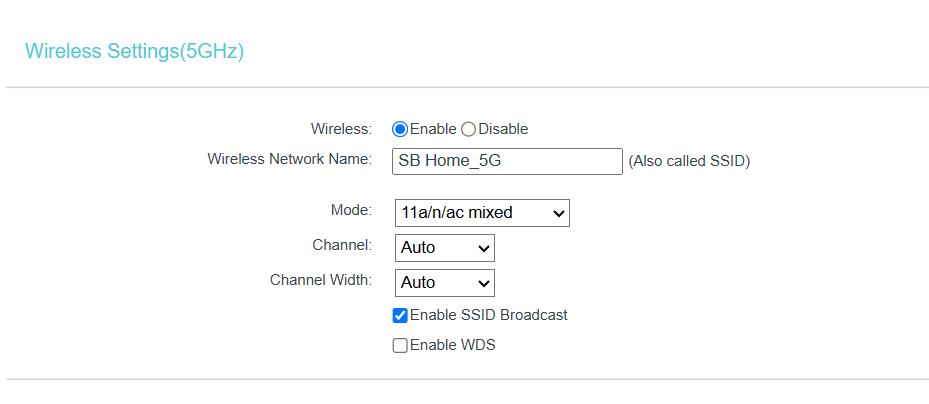 Wireless Settings(5GHz)
Wireless: Enable Disable
Wireless Network Name: SB Home_5G (Also called SSID)
Mode: 11a/n/ac mixed
Channel: Auto
Channel Width: Auto
Enable SSID Broadcast
Enable WDS